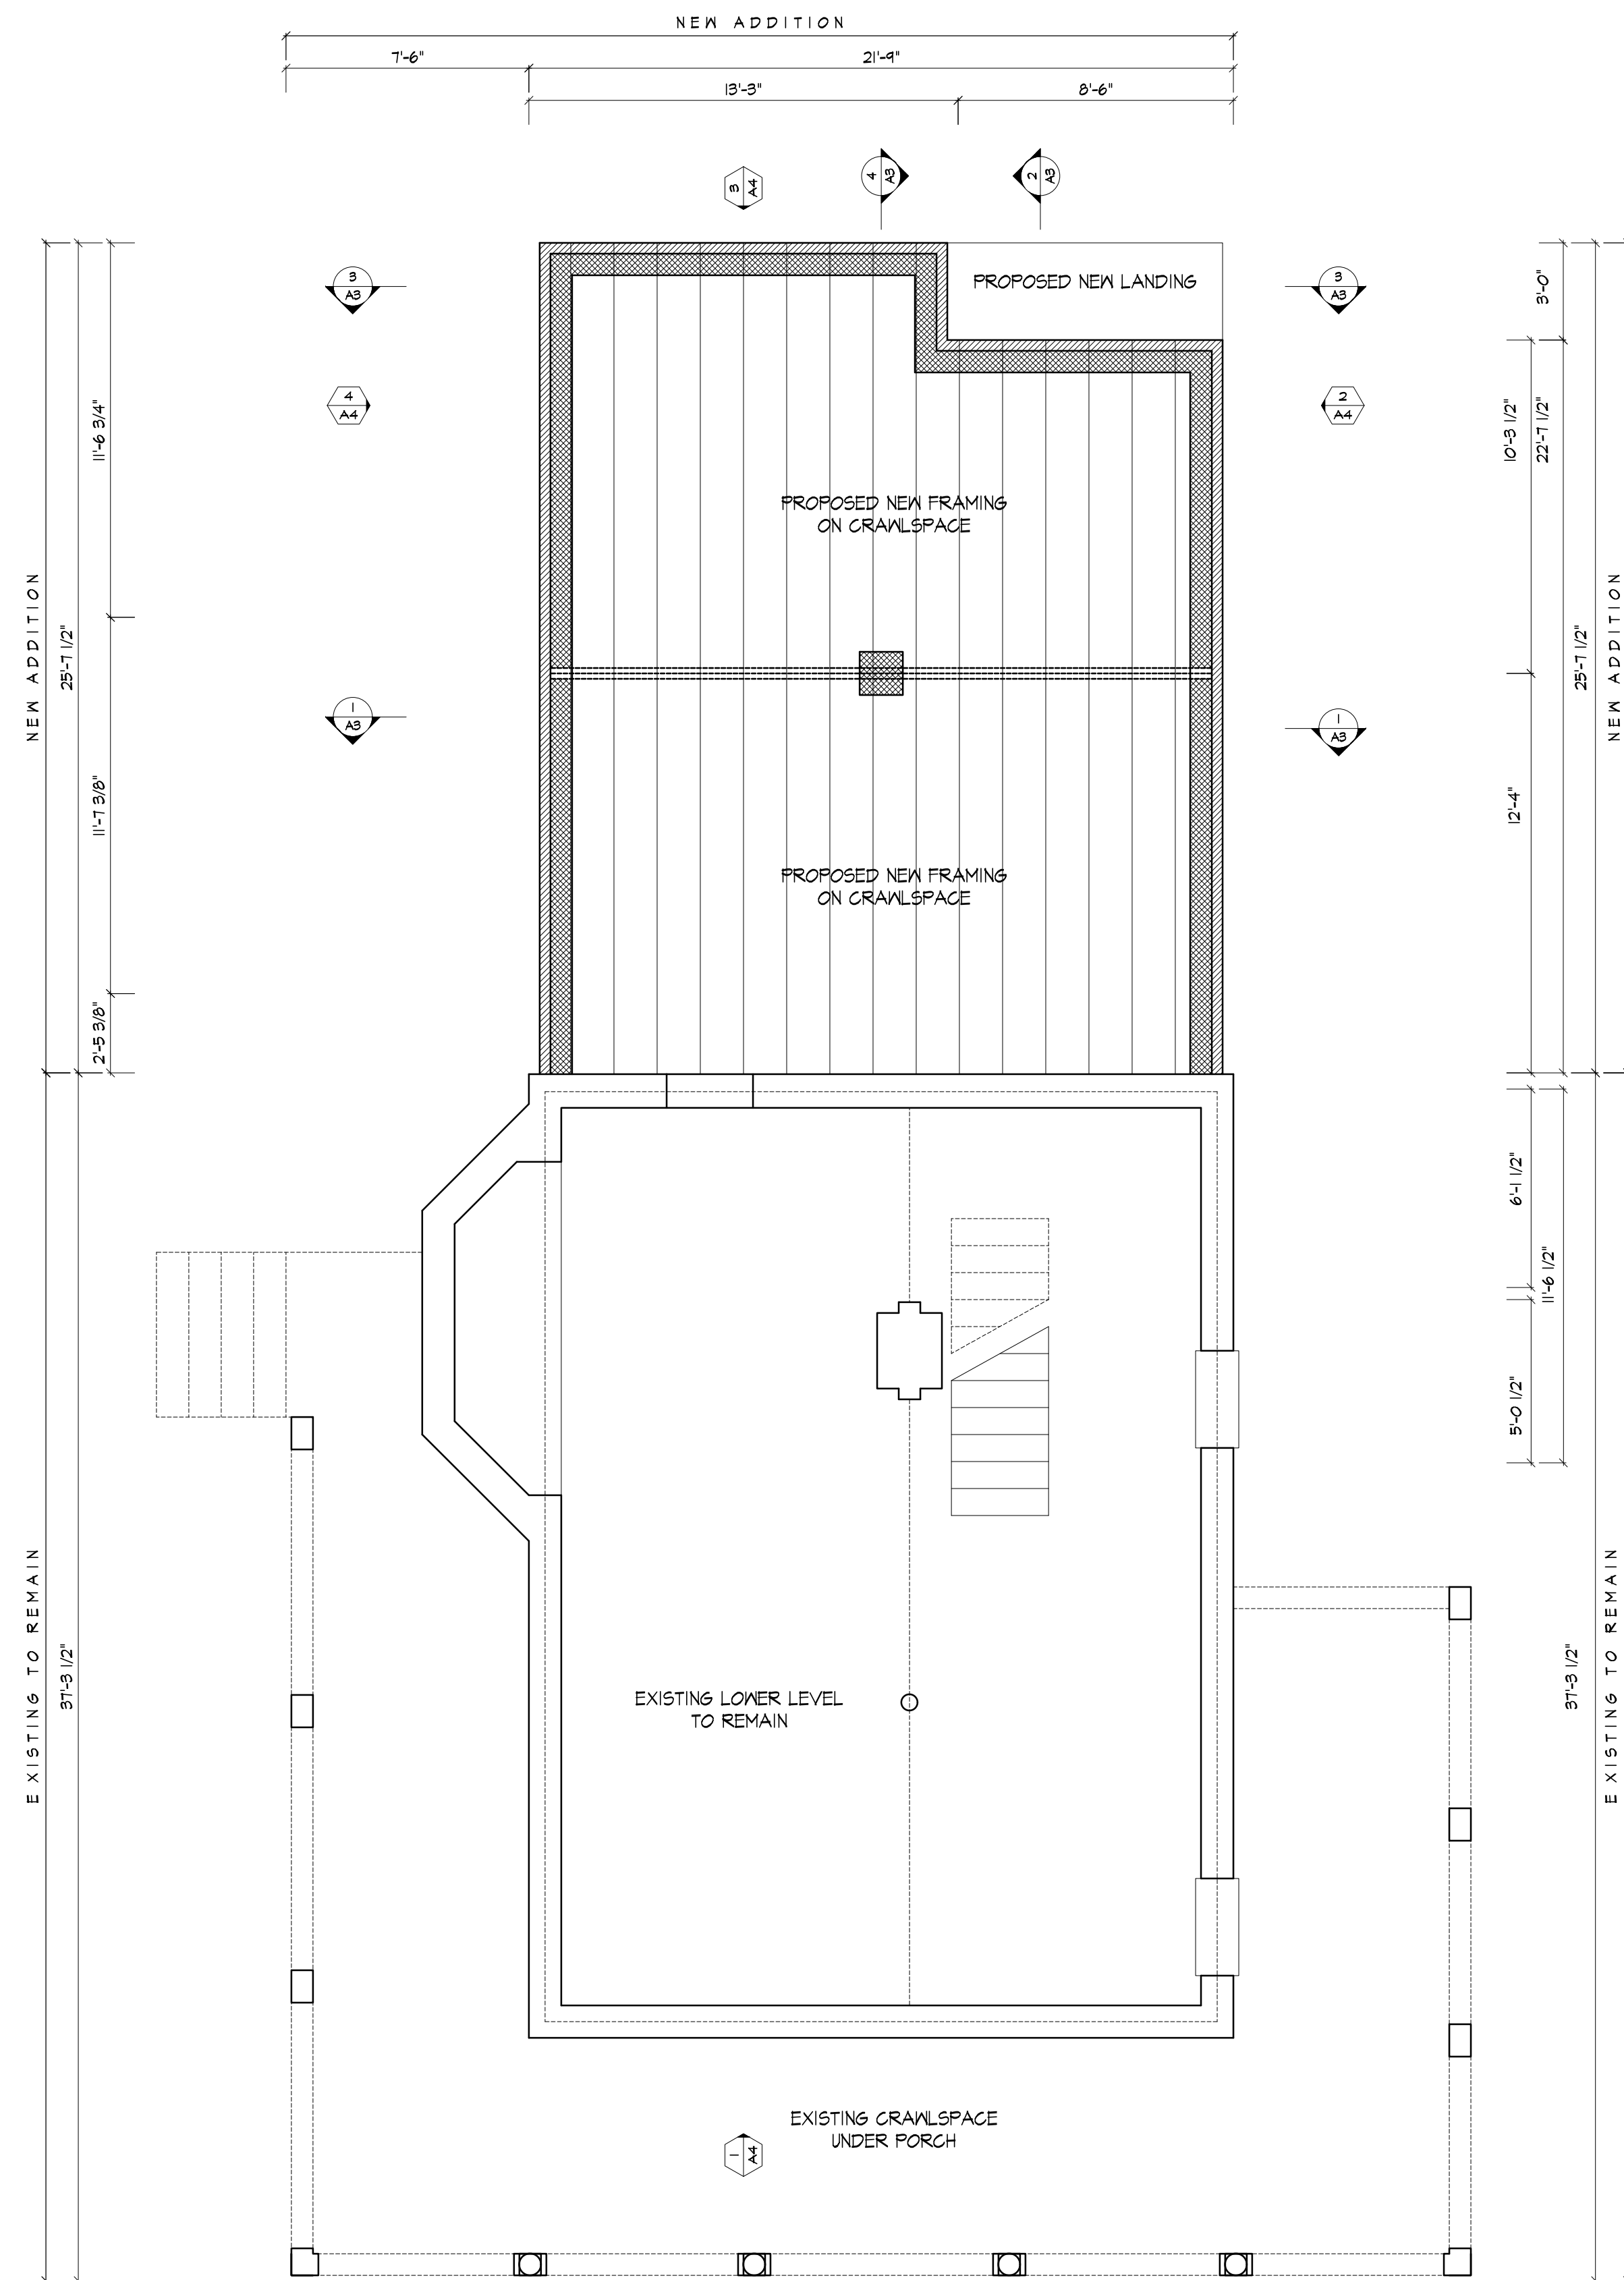 NEW ADDITION
7'-6"
21'-9"
13'-3"
8'-6"
3
A4
4
A3
2
A3
3
A3
PROPOSED NEW LANDING
3
A3
3'-0"
4
A4
2
A4
11'-6 3/4"
10'-3 1/2"
22'-7 1/2"
PROPOSED NEW FRAMING
ON CRAWLSPACE
NEW ADDITION
25'-7 1/2"
25'-7 1/2"
NEW ADDITION
1
A3
1
A3
11'-7 3/8"
12'-4"
PROPOSED NEW FRAMING
ON CRAWLSPACE
2'-5 3/8"
6'-1 1/2"
11'-6 1/2"
5'-0 1/2"
EXISTING TO REMAIN
37'-3 1/2"
EXISTING LOWER LEVEL
TO REMAIN
37'-3 1/2"
EXISTING TO REMAIN
EXISTING CRAWLSPACE
UNDER PORCH
1
A4